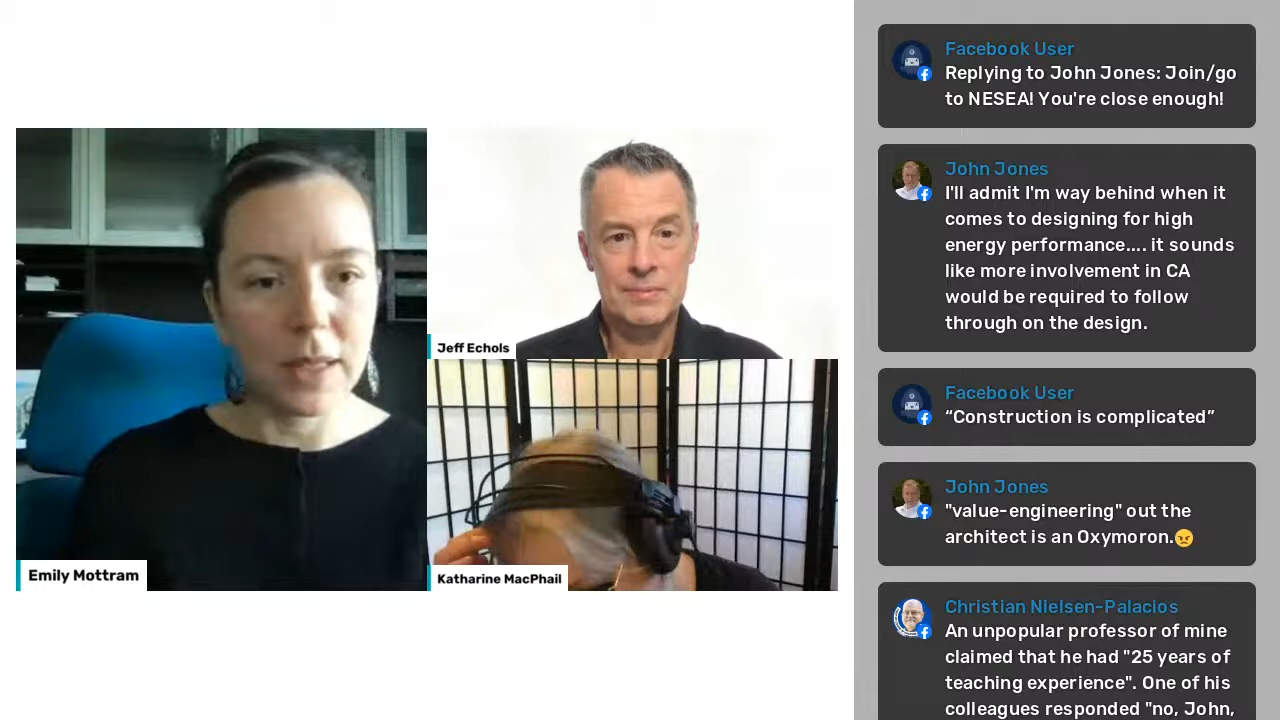 Emily Mottram
Jeff Echols
Katharine MacPhail
Facebook User
Replying to John Jones: Join/go
to NESEA! You're close enough!
John Jones
I'll admit I'm way behind when it
comes to designing for high
energy performance.... it sounds
like more involvement in CA
would be required to follow
through on the design.
Facebook User
“Construction is complicated”
John Jones
"value-engineering" out the
architect is an Oxymoron.😠
Christian Nielsen-Palacios
An unpopular professor of mine
claimed that he had "25 years of
teaching experience". One of his
colleagues responded "no, John,